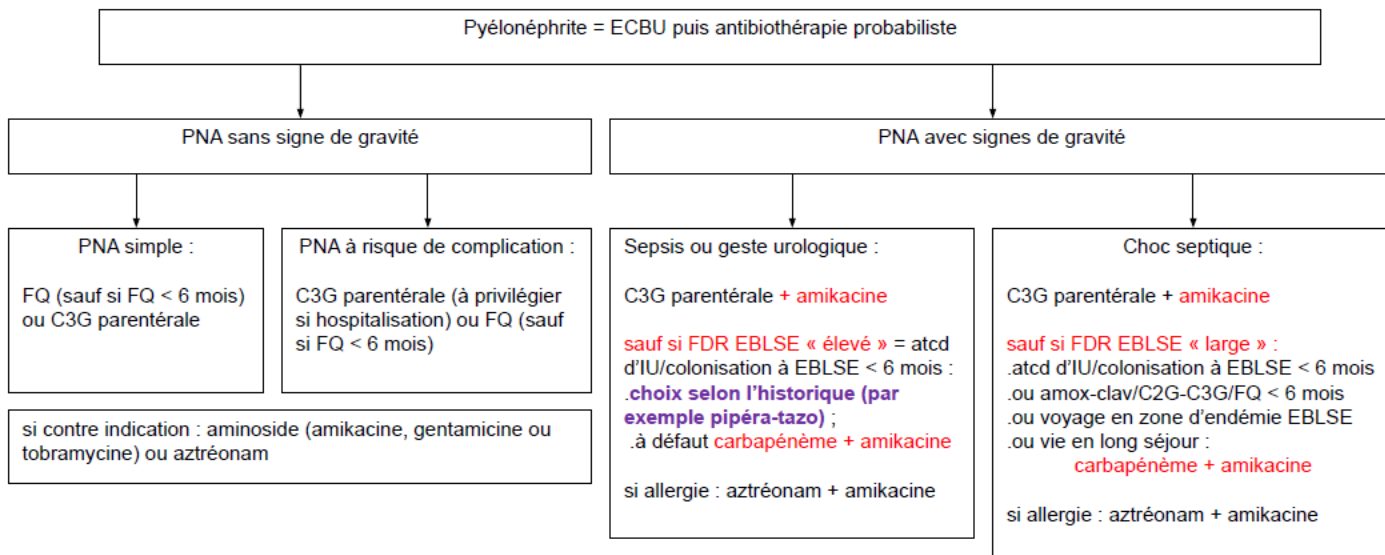 Pyélonéphrite = ECBU puis antibiothérapie probabiliste
PNA sans signe de gravité
PNA avec signes de gravité
PNA simple :
FQ (sauf si FQ < 6 mois)
ou C3G parentérale
PNA à risque de complication :
C3G parentérale (à privilégier
si hospitalisation) ou FQ (sauf
si FQ < 6 mois)
si contre indication : aminoside (amikacine, gentamicine ou
tobramycine) ou aztréonam
Sepsis ou geste urologique :
C3G parentérale + amikacine
sauf si FDR EBLSE « élevé » = atcd
d'IU/colonisation à EBLSE < 6 mois :
.choix selon l'historique (par
exemple pipéra-tazo) ;
.à défaut carbapénème + amikacine
si allergie : aztréonam + amikacine
Choc septique :
C3G parentérale + amikacine
sauf si FDR EBLSE « large » :
.atcd d'IU/colonisation à EBLSE < 6 mois
.ou amox-clav/C2G-C3G/FQ < 6 mois
.ou voyage en zone d'endémie EBLSE
.ou vie en long séjour :
carbapénème + amikacine
si allergie : aztréonam + amikacine